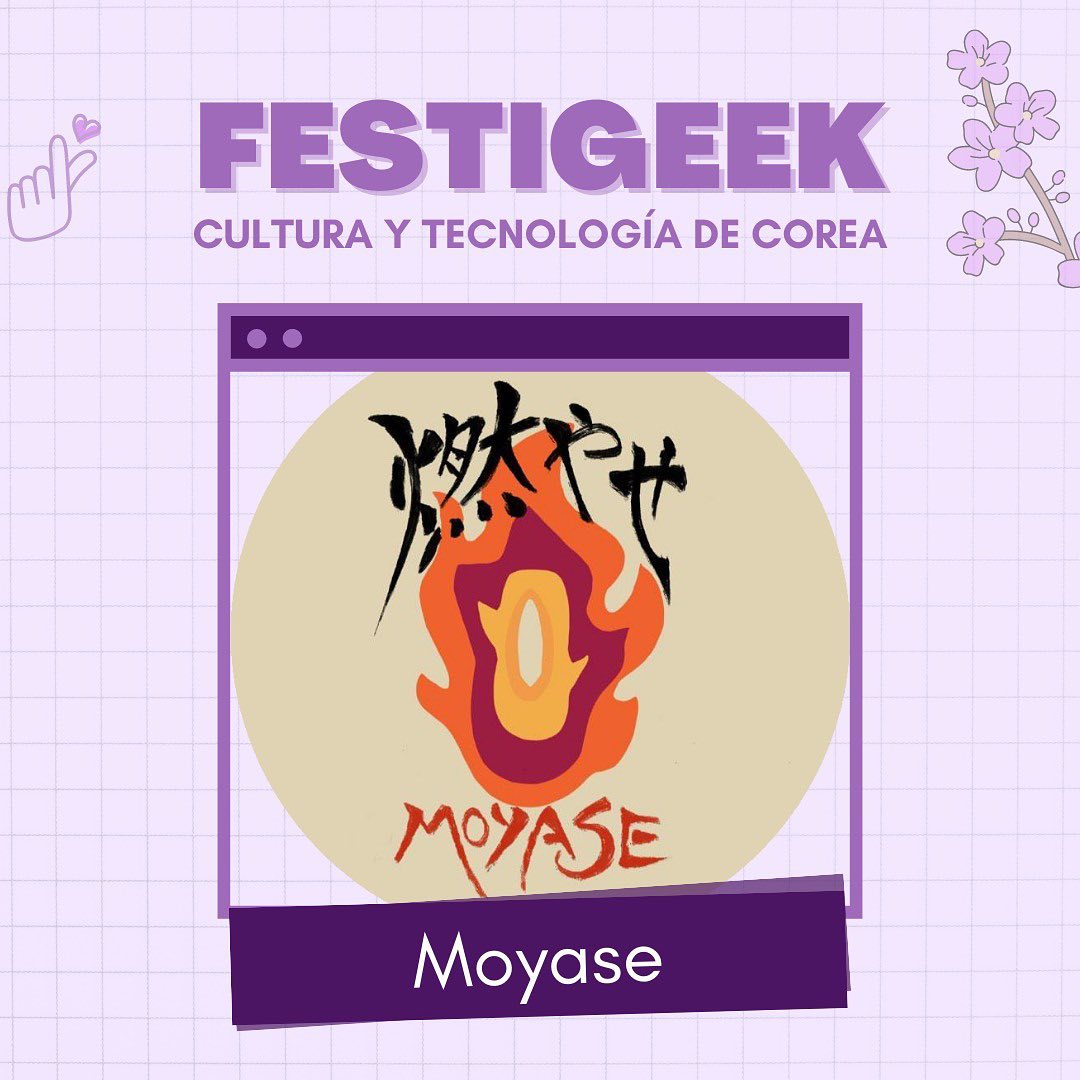 FESTIGEEK
CULTURA Y TECNOLOGÍA DE COREA
燃やせ
MOYASE
Moyase